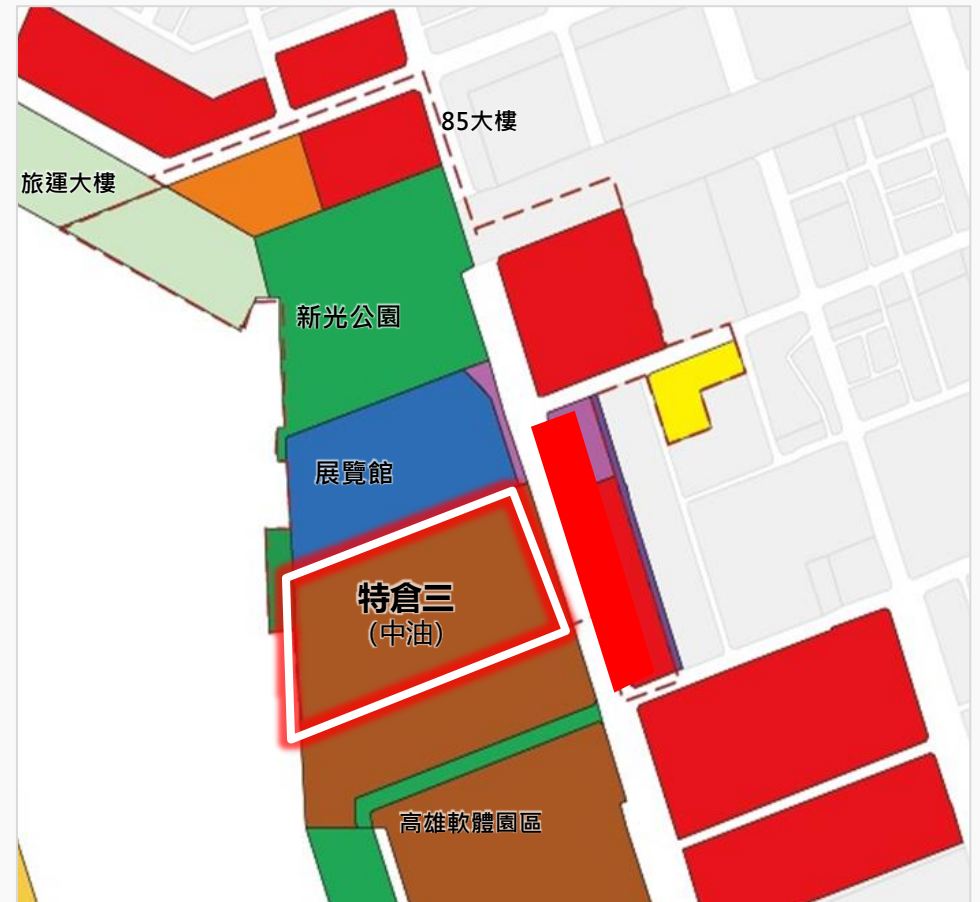 85大樓
旅運大樓
新光公園
展覽館
特倉三
(中油)
高雄軟體園區